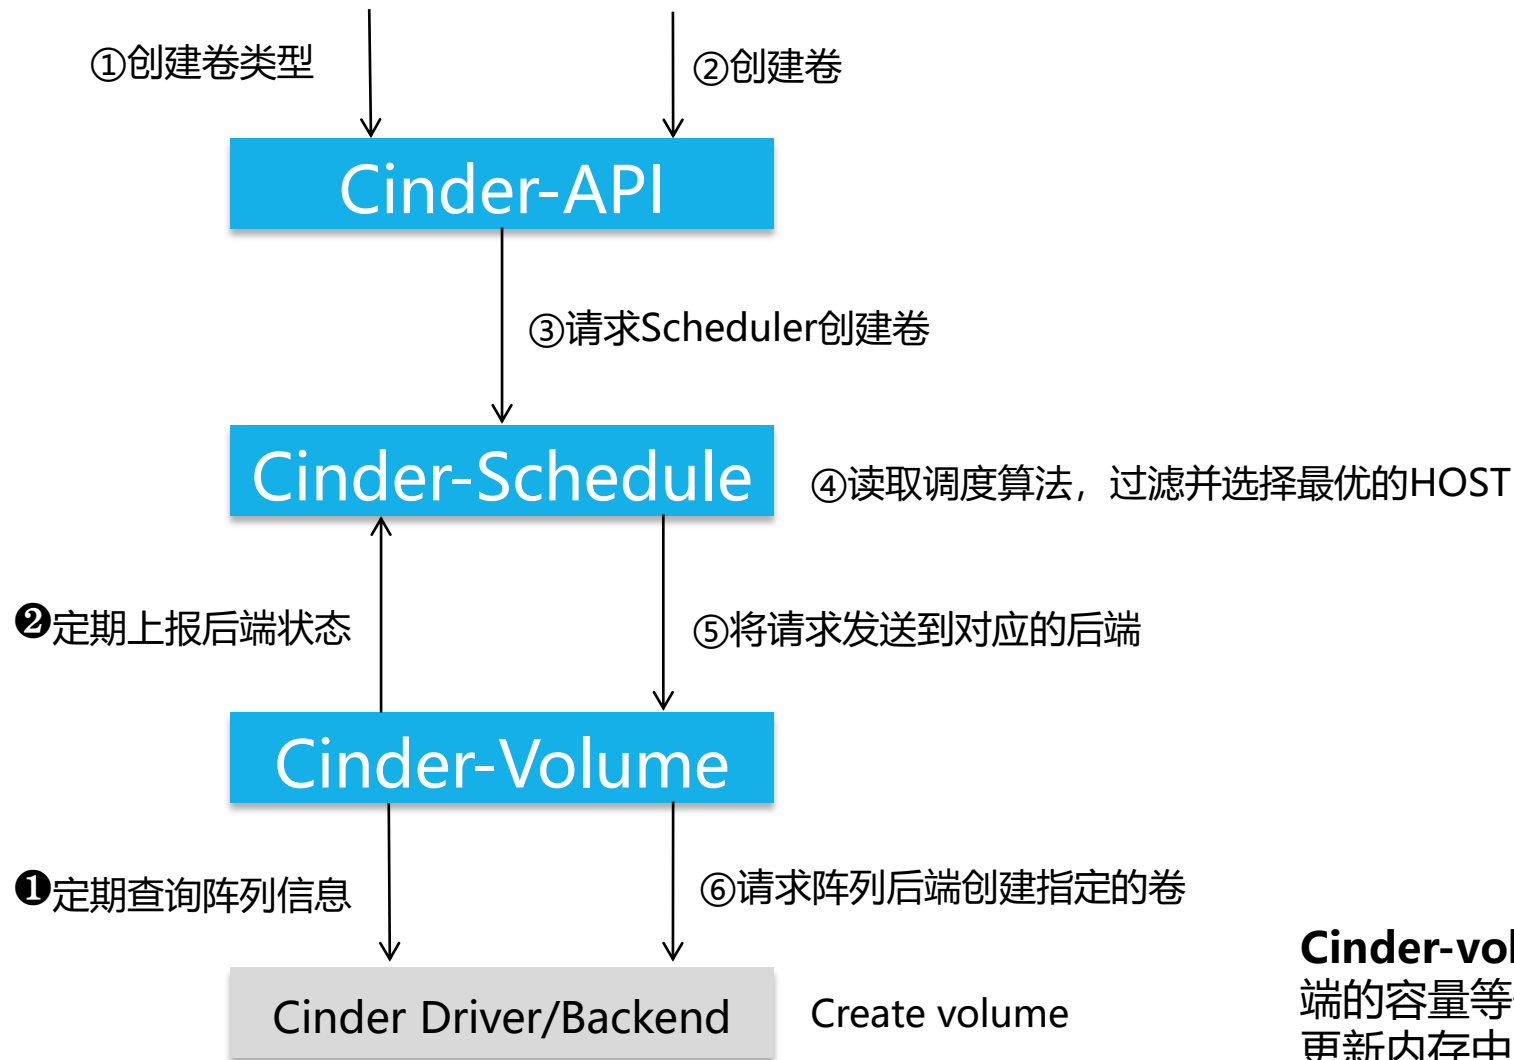 ①创建卷类型
②创建卷
Cinder-API
③请求Scheduler创建卷
Cinder-Schedule
④读取调度算法，过滤并选择最优的HOST
❷定期上报后端状态
⑤将请求发送到对应的后端
Cinder-Volume
❶定期查询阵列信息
⑥请求阵列后端创建指定的卷
Cinder Driver/Backend
Create volume
端的容量等
更新内存中